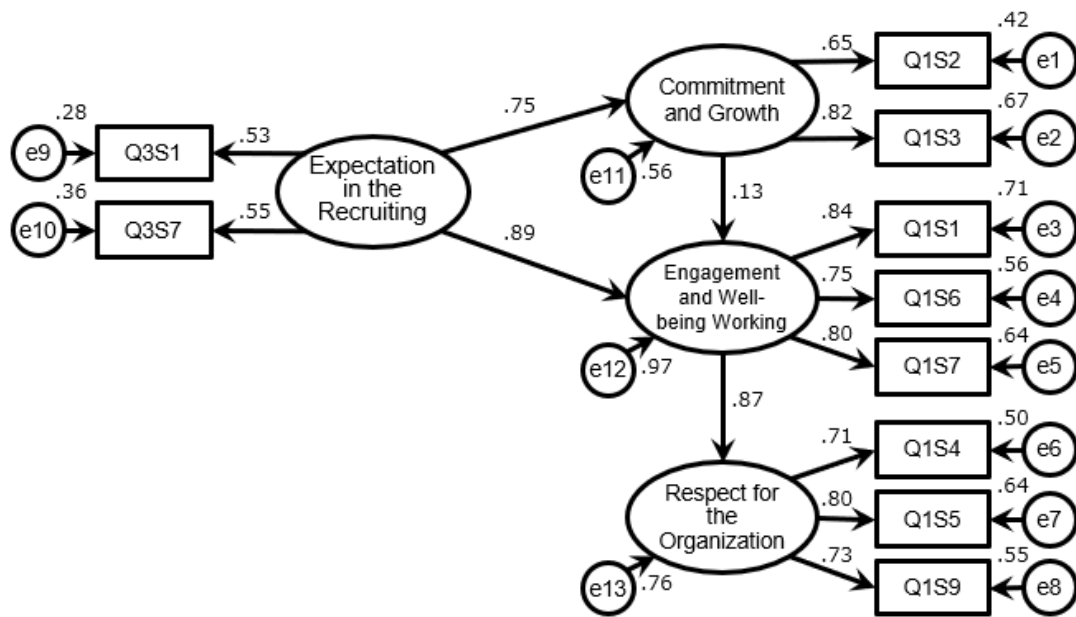 .42
.65
Q1S2
e1
Commitment
and Growth
.75
.67
.82
Q1S3
e2
.28
.53
e9
Q3S1
Expectation
in the
Recruiting
e11
.56
.36
.55
e10
Q3S7
.13
.71
.84
Q1S1
e3
.89
Engagement
and Well-
being Working
.56
.75
Q1S6
e4
.64
.80
Q1S7
e5
e12
.97
.87
.50
.71
Q1S4
e6
Respect for
the
Organization
.64
.80
Q1S5
e7
.55
.73
Q1S9
e8
e13
.76